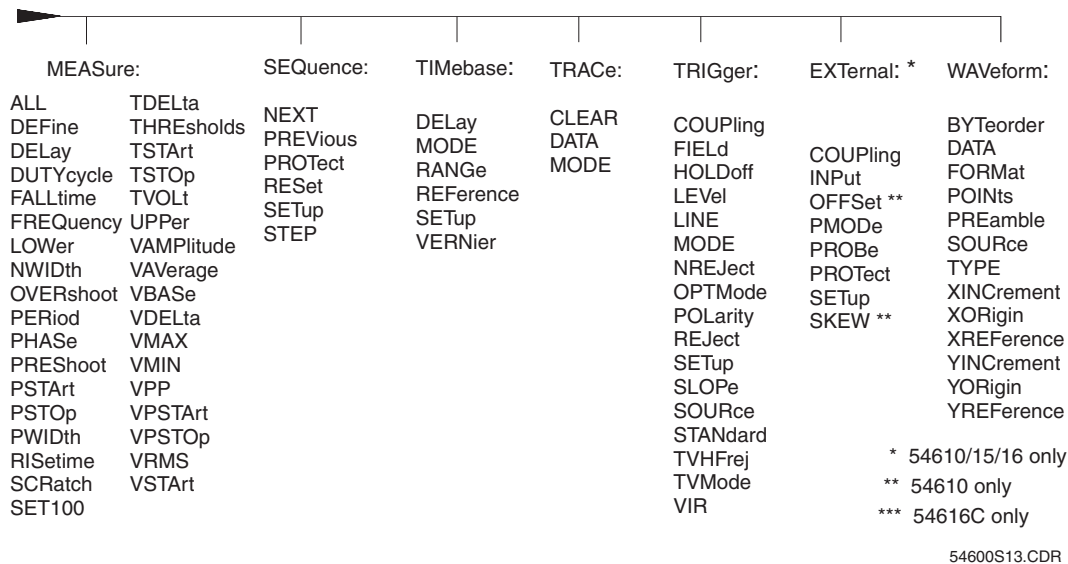 MEASure:
ALL
DEFine
DELay
DUTYcycle
FALLtime
FREQuency
LOWer
NWIDth
OVERshoot
PERiod
PHASe
PREShoot
PSTArt
PSTOp
PWIDth
RISetime
SCRatch
SET100
TDELta
THREsholds
TSTArt
TSTOp
TVOLt
UPPer
VAMPlitude
VAVerage
VBASe
VDELta
VMAX
VMIN
VPP
VPSTArt
VPSTOp
VRMS
VSTArt
SEQuence:
NEXT
PREVious
PROTect
RESet
SETup
STEP
TIMebase:
DELay
MODE
RANGe
REFerence
SETup
VERNier
TRACe:
CLEAR
DATA
MODE
TRIGger:
COUPling
FIELd
HOLDoff
LEVel
LINE
MODE
NREJect
OPTMode
POLarity
REJect
SETup
SLOPe
SOURce
STANdard
TVHFrej
TVMode
VIR
EXTernal: *
COUPling
INPut
OFFSet **
PMODe
PROBe
PROTect
SETup
SKEW **
WAVeform:
BYTeorder
DATA
FORMat
POINts
PREamble
SOURce
TYPE
XINCrement
XORigin
XREFerence
YINCrement
YORigin
YREFerence
* 54610/15/16 only
** 54610 only
*** 54616C only
54600S13.CDR